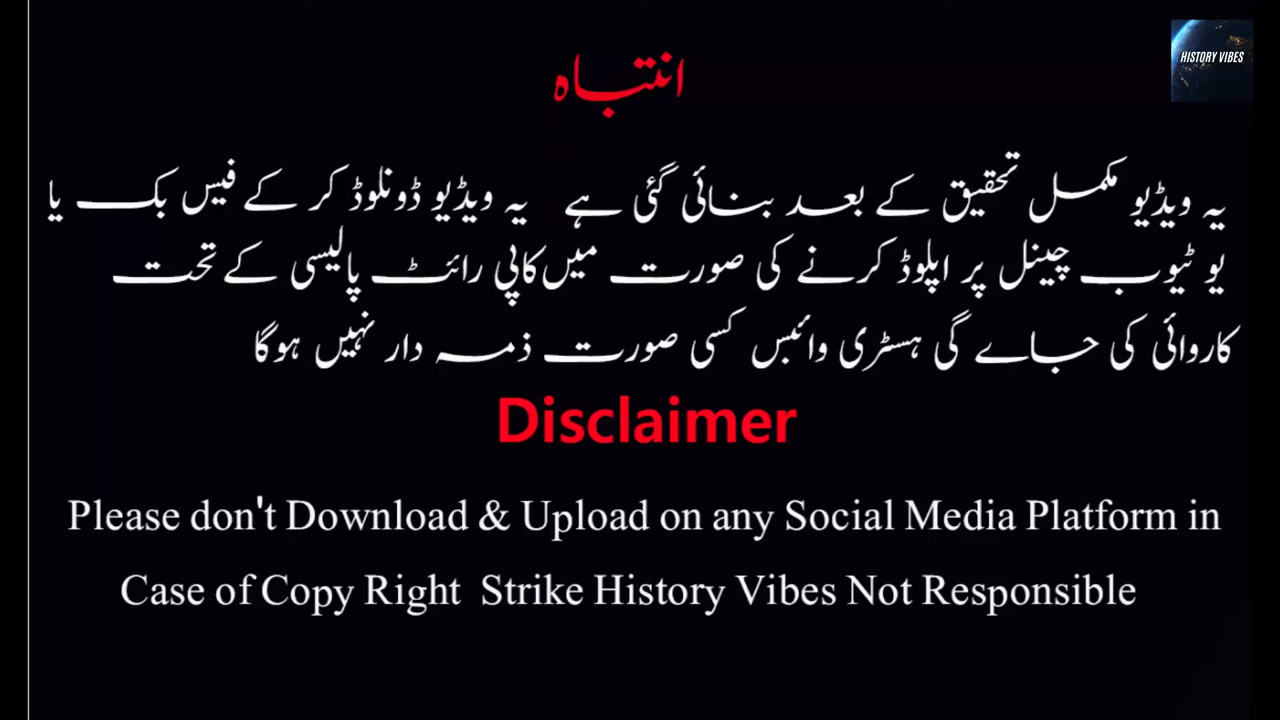 HISTORY VIBES
انتباہ
یہ ویڈیو مکمل تحقیق کے بعد بنائی گئی ہے یہ ویڈیو ڈونلوڈ کر کے فیس بک یا
یو ٹیوب چینل پر اپلوڈ کرنے کی صورت میں کاپی رائٹ پالیسی کے تحت
کاروائی کی جاے گی ہسٹری وائبس کسی صورت ذمہ دار نہیں ہوگا
Disclaimer
Please don't Download & Upload on any Social Media Platform in
Case of Copy Right Strike History Vibes Not Responsible